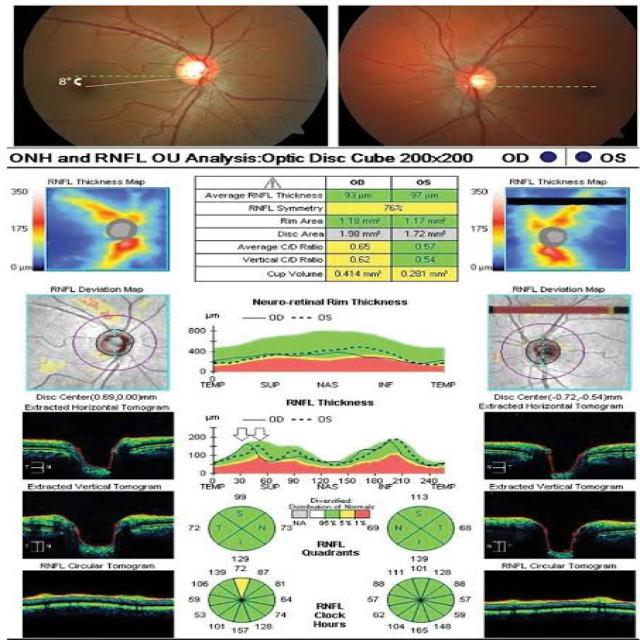 8°
ONH and RNFL OU Analysis:Optic Disc Cube 200x200 OD OS
RNFL Thickness Map
350
175
0 µm
OD OS
Average RNFL Thickness 93 µm 97 µm
RNFL Symmetry 76%
Rim Area 1.18 mm² 1.17 mm²
Disc Area 1.98 mm² 1.72 mm²
Average C/D Ratio 0.65 0.57
Vertical C/D Ratio 0.62 0.54
Cup Volume 0.414 mm³ 0.281 mm³
RNFL Thickness Map
350
175
0 µm
RNFL Deviation Map
Disc Center(0.69,0.00)mm
Neuro-retinal Rim Thickness
µm OD OS
800
400
0
TEMP SUP NAS INF TEMP
RNFL Deviation Map
Disc Center(-0.72,-0.54)mm
Extracted Horizontal Tomogram
RNFL Thickness
µm OD OS
200
100
0
0 30 60 90 120 150 180 210 240
TEMP SUP NAS INF TEMP
Extracted Horizontal Tomogram
Extracted Vertical Tomogram
99
72 S T N I 73
129
Diversified:
Distribution of Normals
NA 95% 5% 1%
RNFL
Quadrants
113
69 S N T I 68
139
Extracted Vertical Tomogram
RNFL Circular Tomogram
139 72 87
106 81
59 64
53 74
101 157 128
RNFL
Clock
Hours
111 101 128
88 88
57 57
62 59
104 165 148
RNFL Circular Tomogram